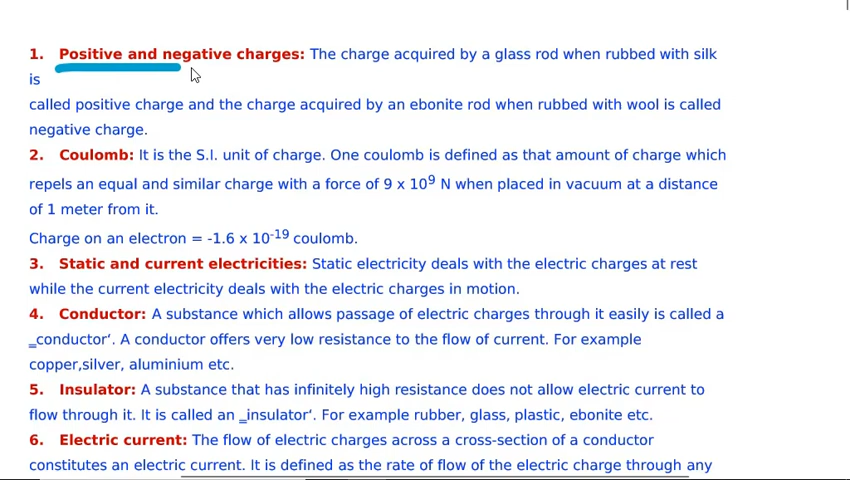 1. Positive and negative charges: The charge acquired by a glass rod when rubbed with silk
is
called positive charge and the charge acquired by an ebonite rod when rubbed with wool is called
negative charge.
2. Coulomb: It is the S.I. unit of charge. One coulomb is defined as that amount of charge which
repels an equal and similar charge with a force of 9 x 10⁹ N when placed in vacuum at a distance
of 1 meter from it.
Charge on an electron = -1.6 x 10⁻¹⁹ coulomb.
3. Static and current electricities: Static electricity deals with the electric charges at rest
while the current electricity deals with the electric charges in motion.
4. Conductor: A substance which allows passage of electric charges through it easily is called a
‗conductor‘. A conductor offers very low resistance to the flow of current. For example
copper,silver, aluminium etc.
5. Insulator: A substance that has infinitely high resistance does not allow electric current to
flow through it. It is called an ‗insulator‘. For example rubber, glass, plastic, ebonite etc.
6. Electric current: The flow of electric charges across a cross-section of a conductor
constitutes an electric current. It is defined as the rate of flow of the electric charge through any